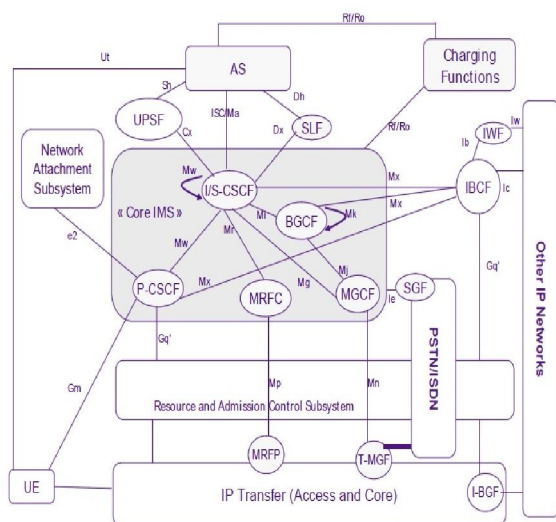 Rf/Ro
Ut
AS
Charging
Functions
Sh
ISC/Ma
Dh
UPSF
SLF
Rf/Ro
Cx
Dx
Iw
IWF
Ib
Network
Attachment
Subsystem
Mw
I/S-CSCF
Mx
IBCF
Ic
« Core IMS »
Mi
BGCF
Mk
Mx
Mr
Mw
e2
Mx
Mg
Mj
Gq'
P-CSCF
MRFC
MGCF
Ie
SGF
Other IP Networks
PSTN/ISDN
Gq'
Gm
Mp
Mn
Resource and Admission Control Subsystem
MRFP
T-MGF
UE
IP Transfer (Access and Core)
I-BGF